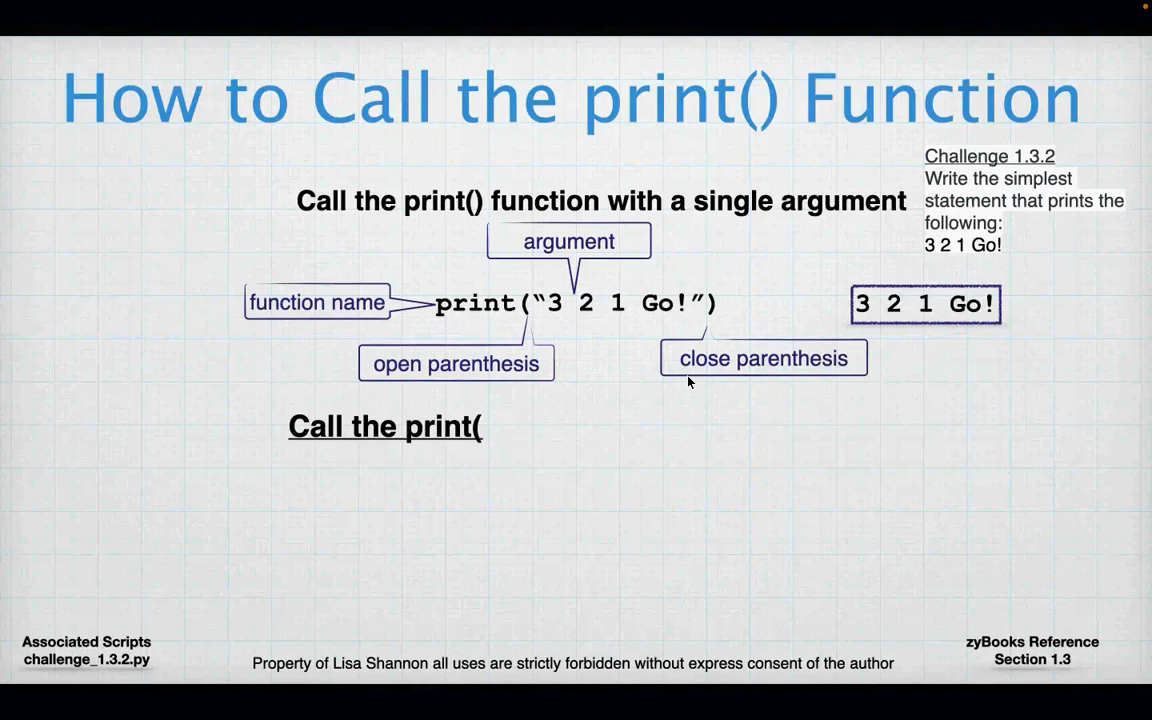 How to Call the print() Function
Challenge 1.3.2
Write the simplest
statement that prints the
following:
3 2 1 Go!
Call the print() function with a single argument
argument
function name
print(“3 2 1 Go!”)
3 2 1 Go!
open parenthesis
close parenthesis
Call the print(
Associated Scripts
challenge_1.3.2.py
Property of Lisa Shannon all uses are strictly forbidden without express consent of the author
zyBooks Reference
Section 1.3